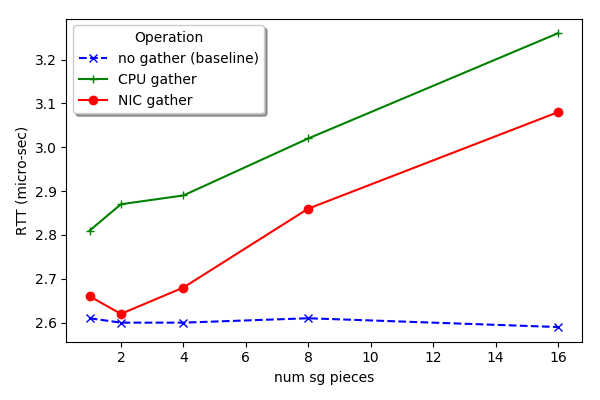 Operation
no gather (baseline)
CPU gather
NIC gather
3.2
3.1
3.0
2.9
2.8
2.7
2.6
RTT (micro-sec)
2 4 6 8 10 12 14 16
num sg pieces